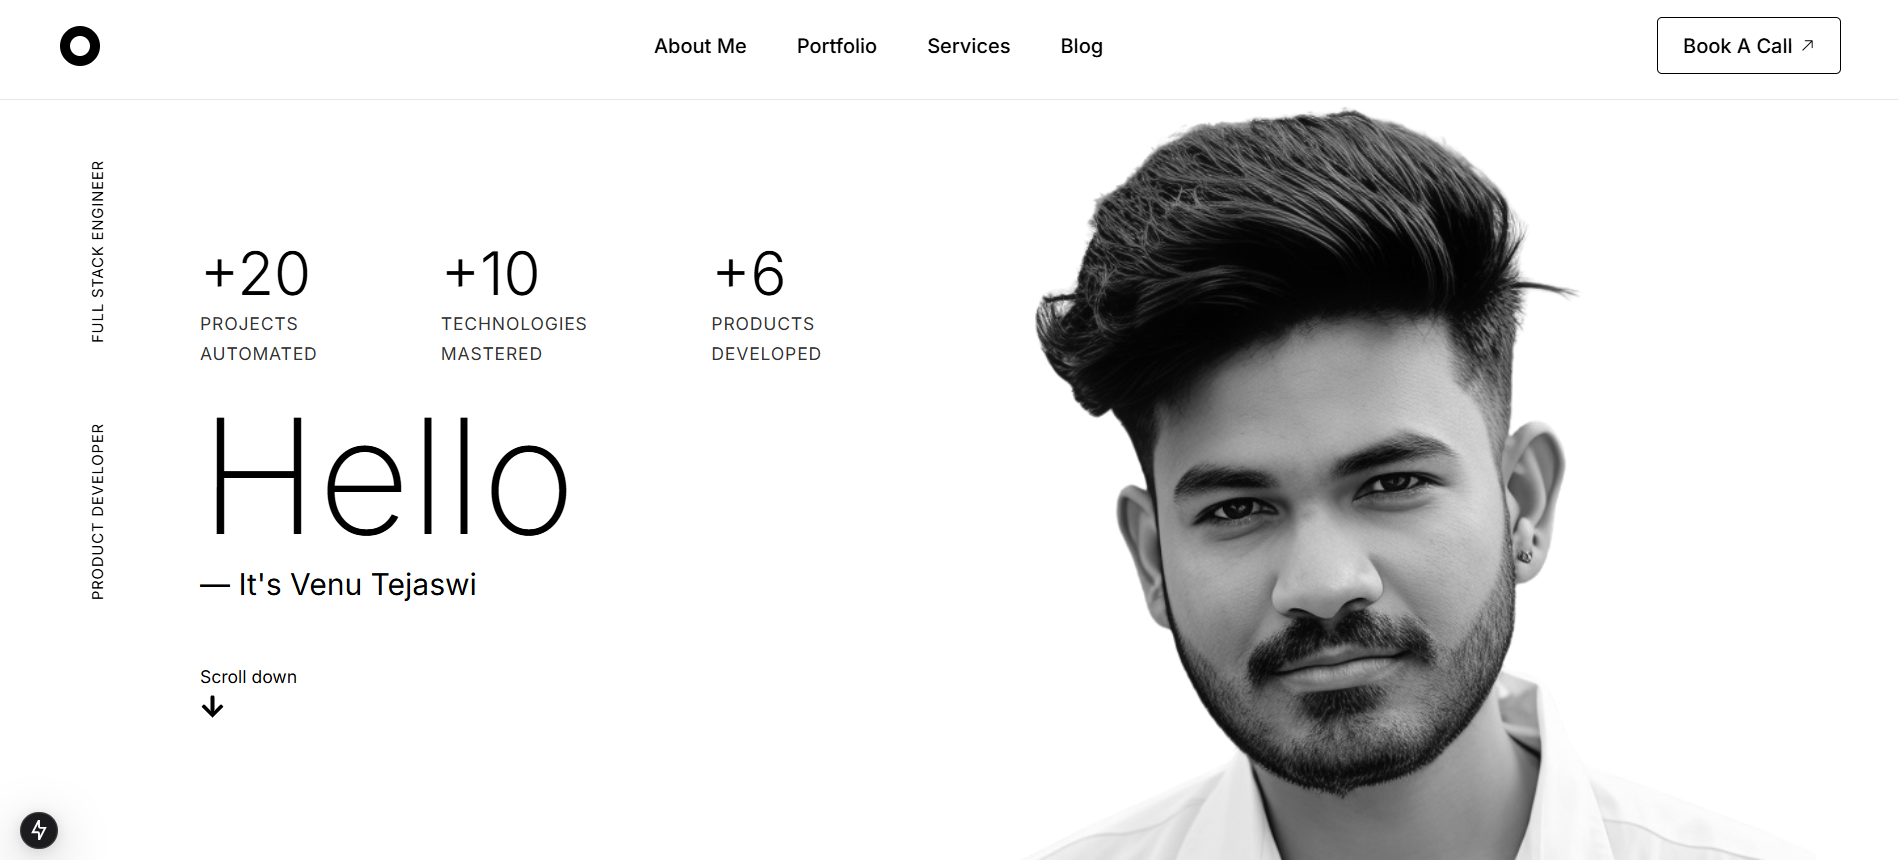 About Me
Portfolio
Services
Blog
Book A Call
FULL STACK ENGINEER
PRODUCT DEVELOPER
+20
PROJECTS
AUTOMATED
+10
TECHNOLOGIES
MASTERED
+6
PRODUCTS
DEVELOPED
Hello
— It's Venu Tejaswi
Scroll down